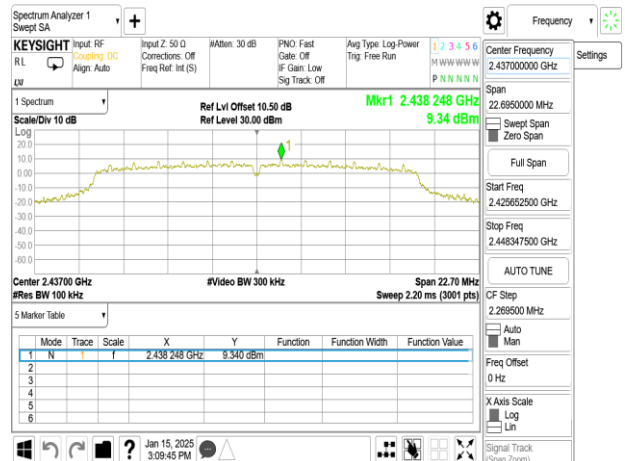 Spectrum Analyzer 1
Swept SA
Frequency
KEYSIGHT
RL
LXI
Input: RF
Coupling: DC
Align: Auto
Input Z: 50 Ω
Corrections: Off
Freq Ref: Int (S)
#Atten: 30 dB
PNO: Fast
Gate: Off
IF Gain: Low
Sig Track: Off
Avg Type: Log-Power
Trig: Free Run
1 2 3 4 5 6
M W W W W W
P N N N N N
Center Frequency
2.437000000 GHz
Settings
Span
22.6950000 MHz
Swept Span
Zero Span
Full Span
Start Freq
2.425652500 GHz
Stop Freq
2.448347500 GHz
AUTO TUNE
CF Step
2.269500 MHz
Auto
Man
Freq Offset
0 Hz
X Axis Scale
Log
Lin
Signal Track
(Span Zoom)
1 Spectrum
Scale/Div 10 dB
Ref Lvl Offset 10.50 dB
Ref Level 30.00 dBm
Mkr1 2.438 248 GHz
9.34 dBm
Log
20.0
10.0
0.00
-10.0
-20.0
-30.0
-40.0
-50.0
-60.0
1
Center 2.43700 GHz
#Res BW 100 kHz
#Video BW 300 kHz
Span 22.70 MHz
Sweep 2.20 ms (3001 pts)
5 Marker Table
Mode Trace Scale X Y Function Function Width Function Value
1 N 1 f 2.438 248 GHz 9.340 dBm
2
3
4
5
6
?
Jan 15, 2025
3:09:45 PM